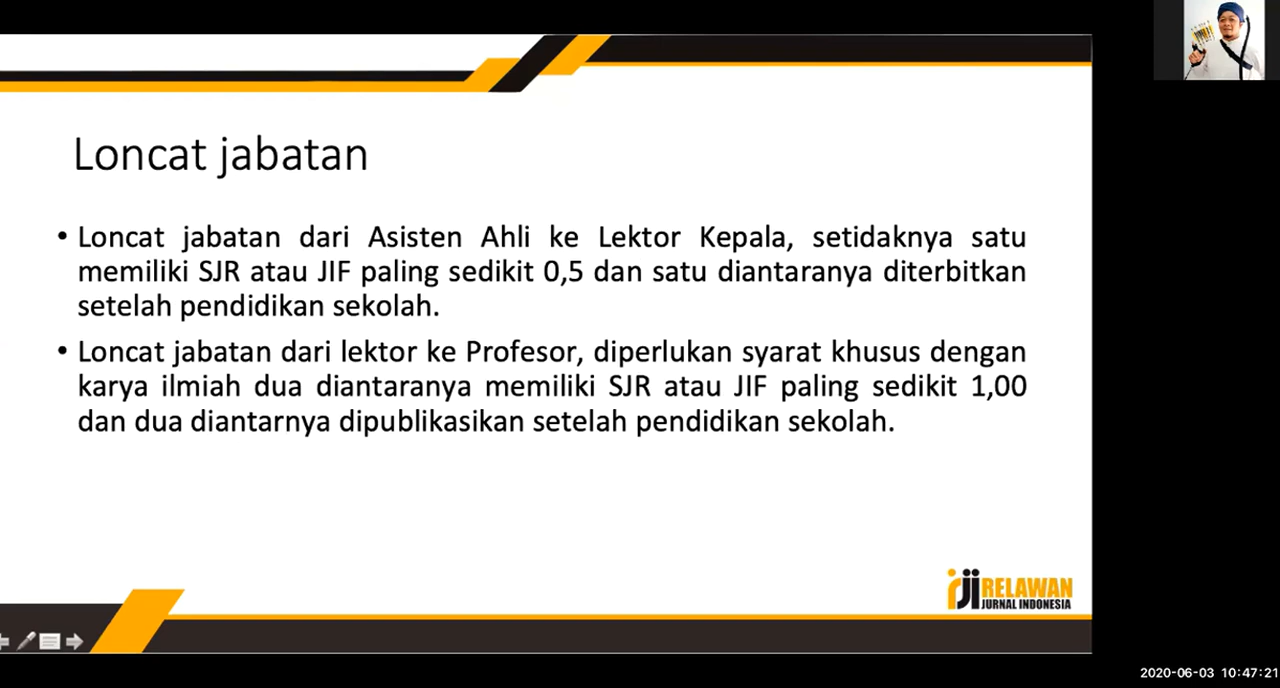 Loncat jabatan
• Loncat jabatan dari Asisten Ahli ke Lektor Kepala, setidaknya satu
memiliki SJR atau JIF paling sedikit 0,5 dan satu diantaranya diterbitkan
setelah pendidikan sekolah.
• Loncat jabatan dari lektor ke Profesor, diperlukan syarat khusus dengan
karya ilmiah dua diantaranya memiliki SJR atau JIF paling sedikit 1,00
dan dua diantarnya dipublikasikan setelah pendidikan sekolah.
rji RELAWAN
JURNAL INDONESIA
2020-06-03 10:47:21